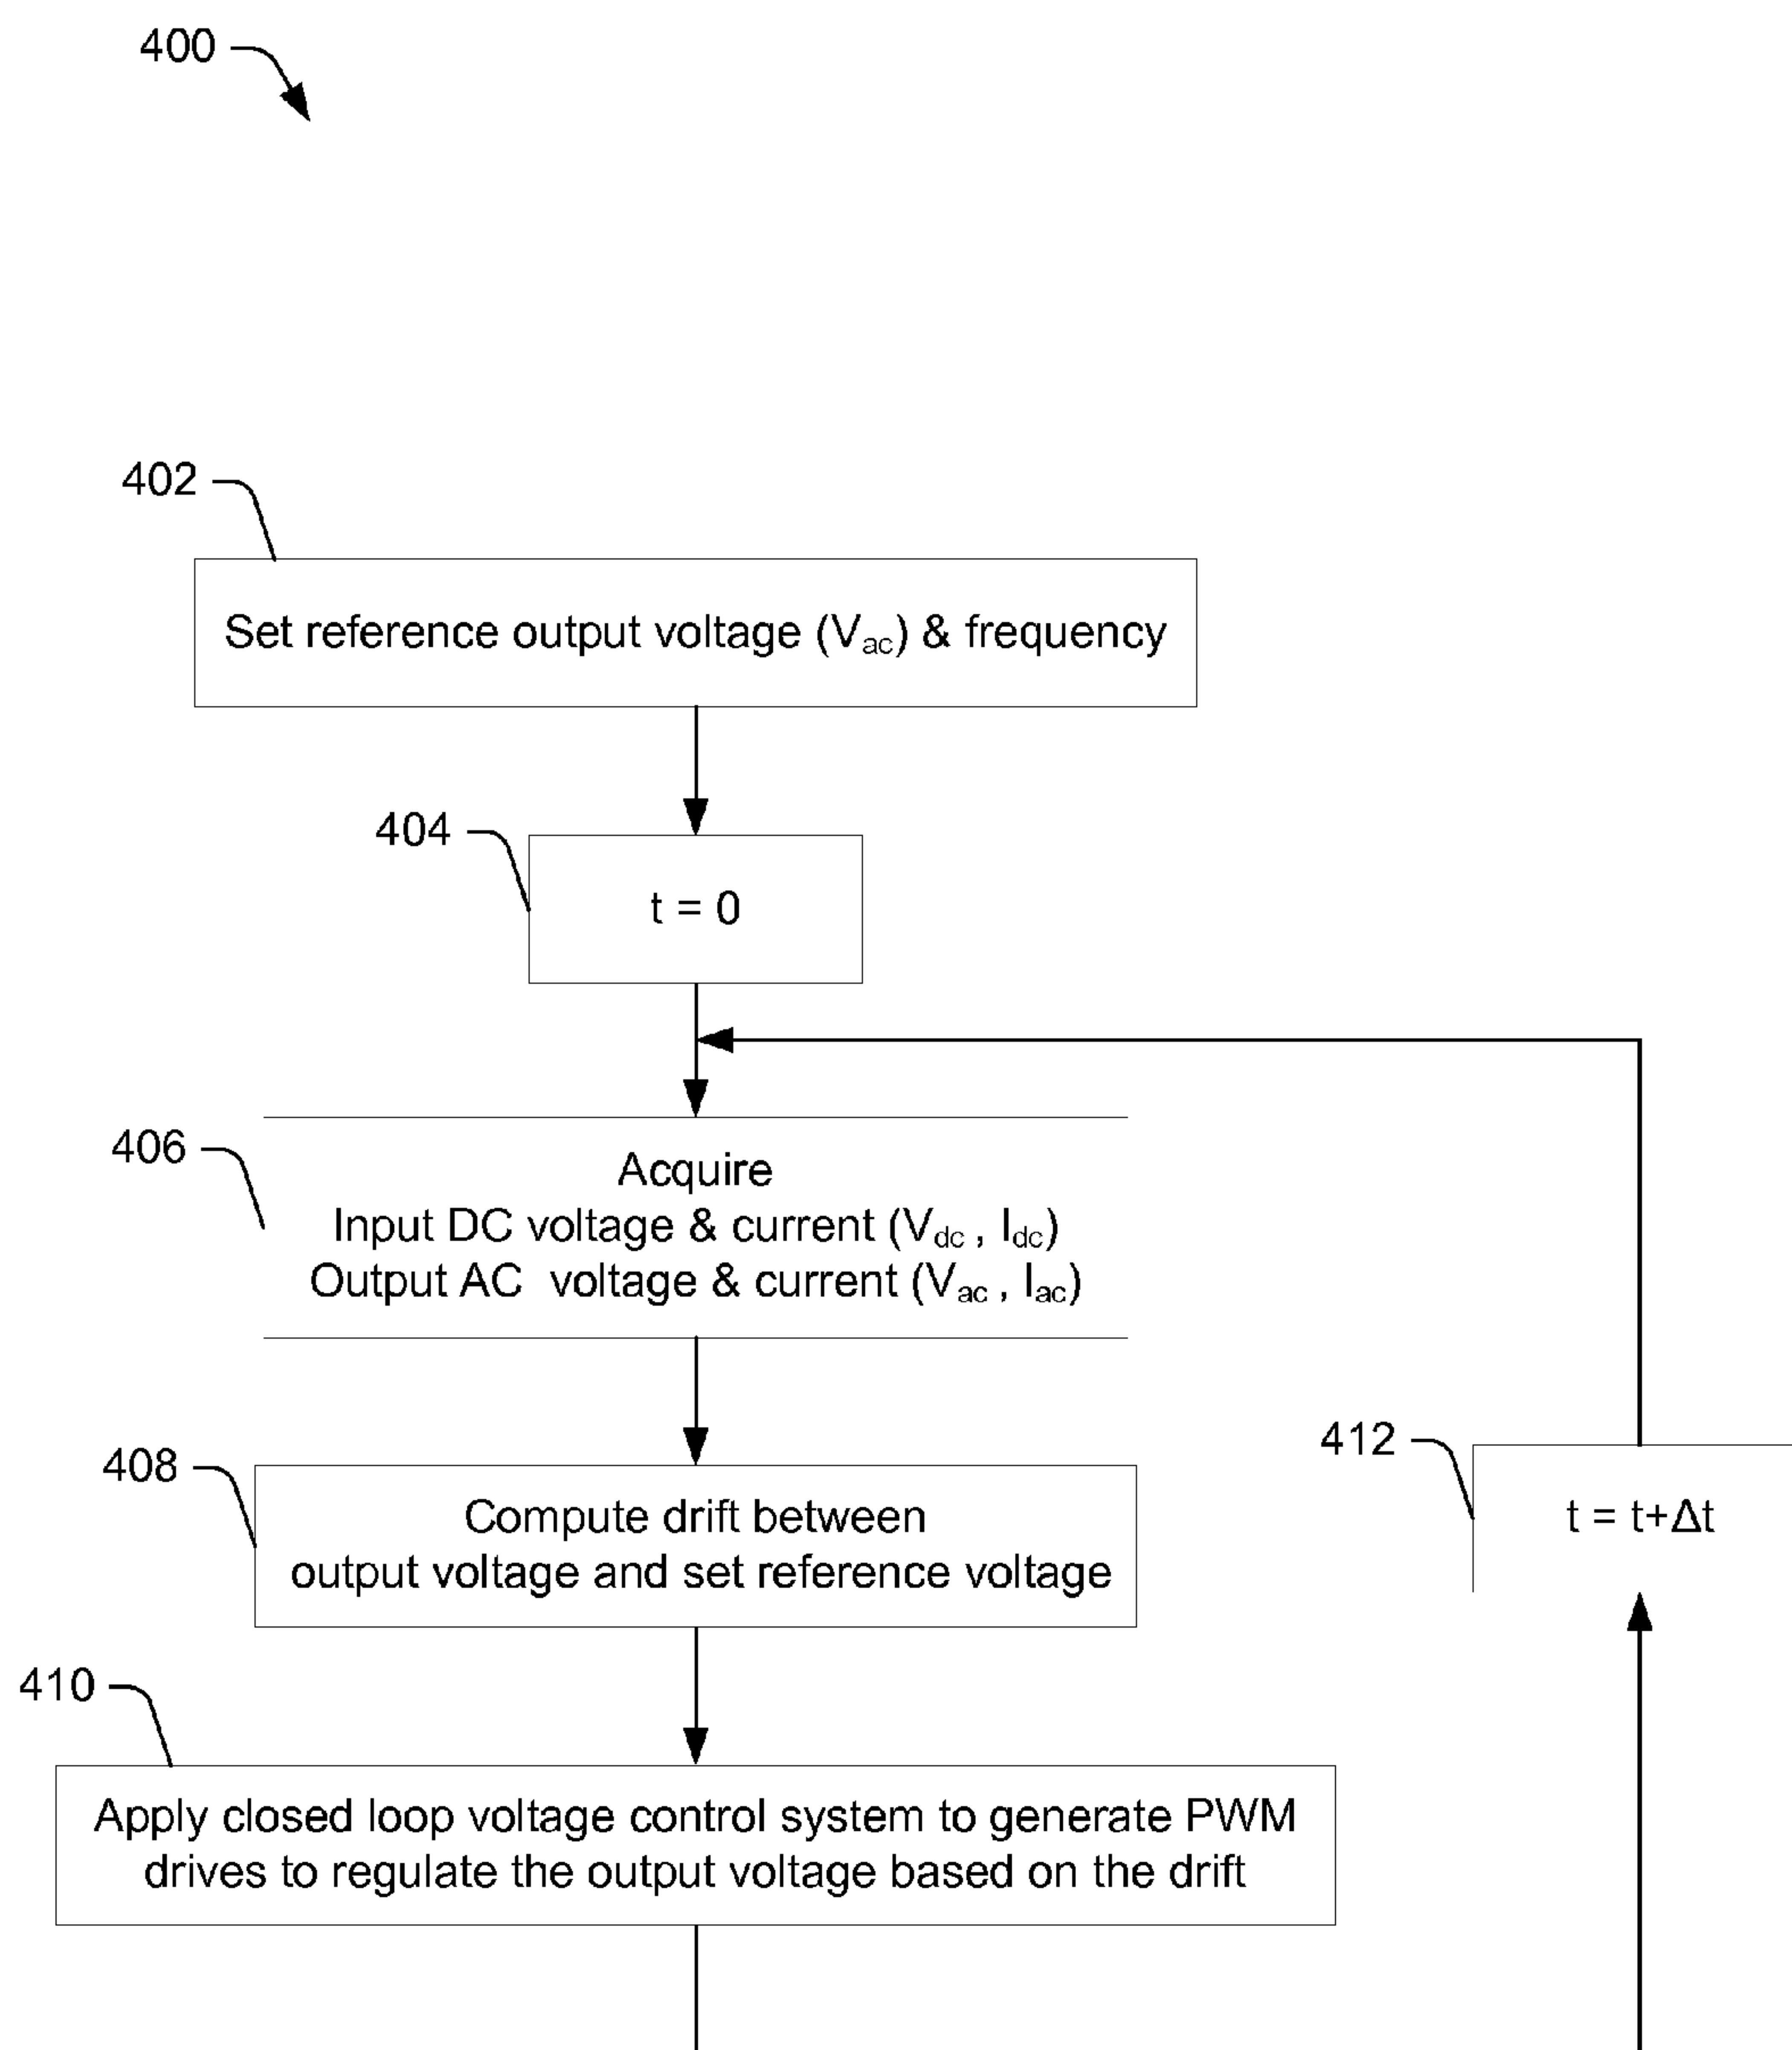 400
402
Set reference output voltage (Vac) & frequency
404
t = 0
406
Acquire
Input DC voltage & current (Vdc , Idc)
Output AC voltage & current (Vac , Iac)
408
Compute drift between
output voltage and set reference voltage
412
t = t+Δt
410
Apply closed loop voltage control system to generate PWM
drives to regulate the output voltage based on the drift